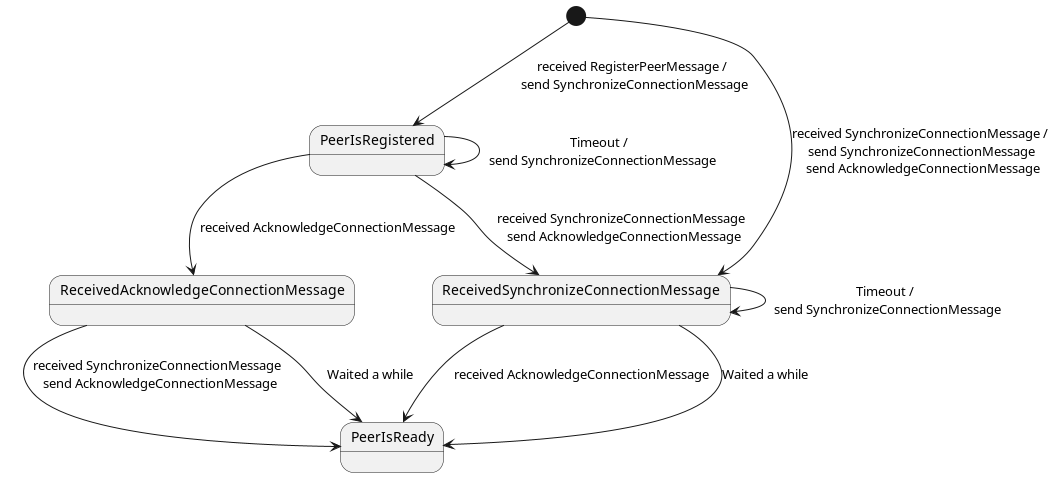 received RegisterPeerMessage /
send SynchronizeConnectionMessage
PeerIsRegistered
Timeout /
send SynchronizeConnectionMessage
received SynchronizeConnectionMessage /
send SynchronizeConnectionMessage
send AcknowledgeConnectionMessage
received AcknowledgeConnectionMessage
received SynchronizeConnectionMessage
send AcknowledgeConnectionMessage
ReceivedAcknowledgeConnectionMessage
ReceivedSynchronizeConnectionMessage
Timeout /
send SynchronizeConnectionMessage
received SynchronizeConnectionMessage
send AcknowledgeConnectionMessage
Waited a while
received AcknowledgeConnectionMessage
Waited a while
PeerIsReady